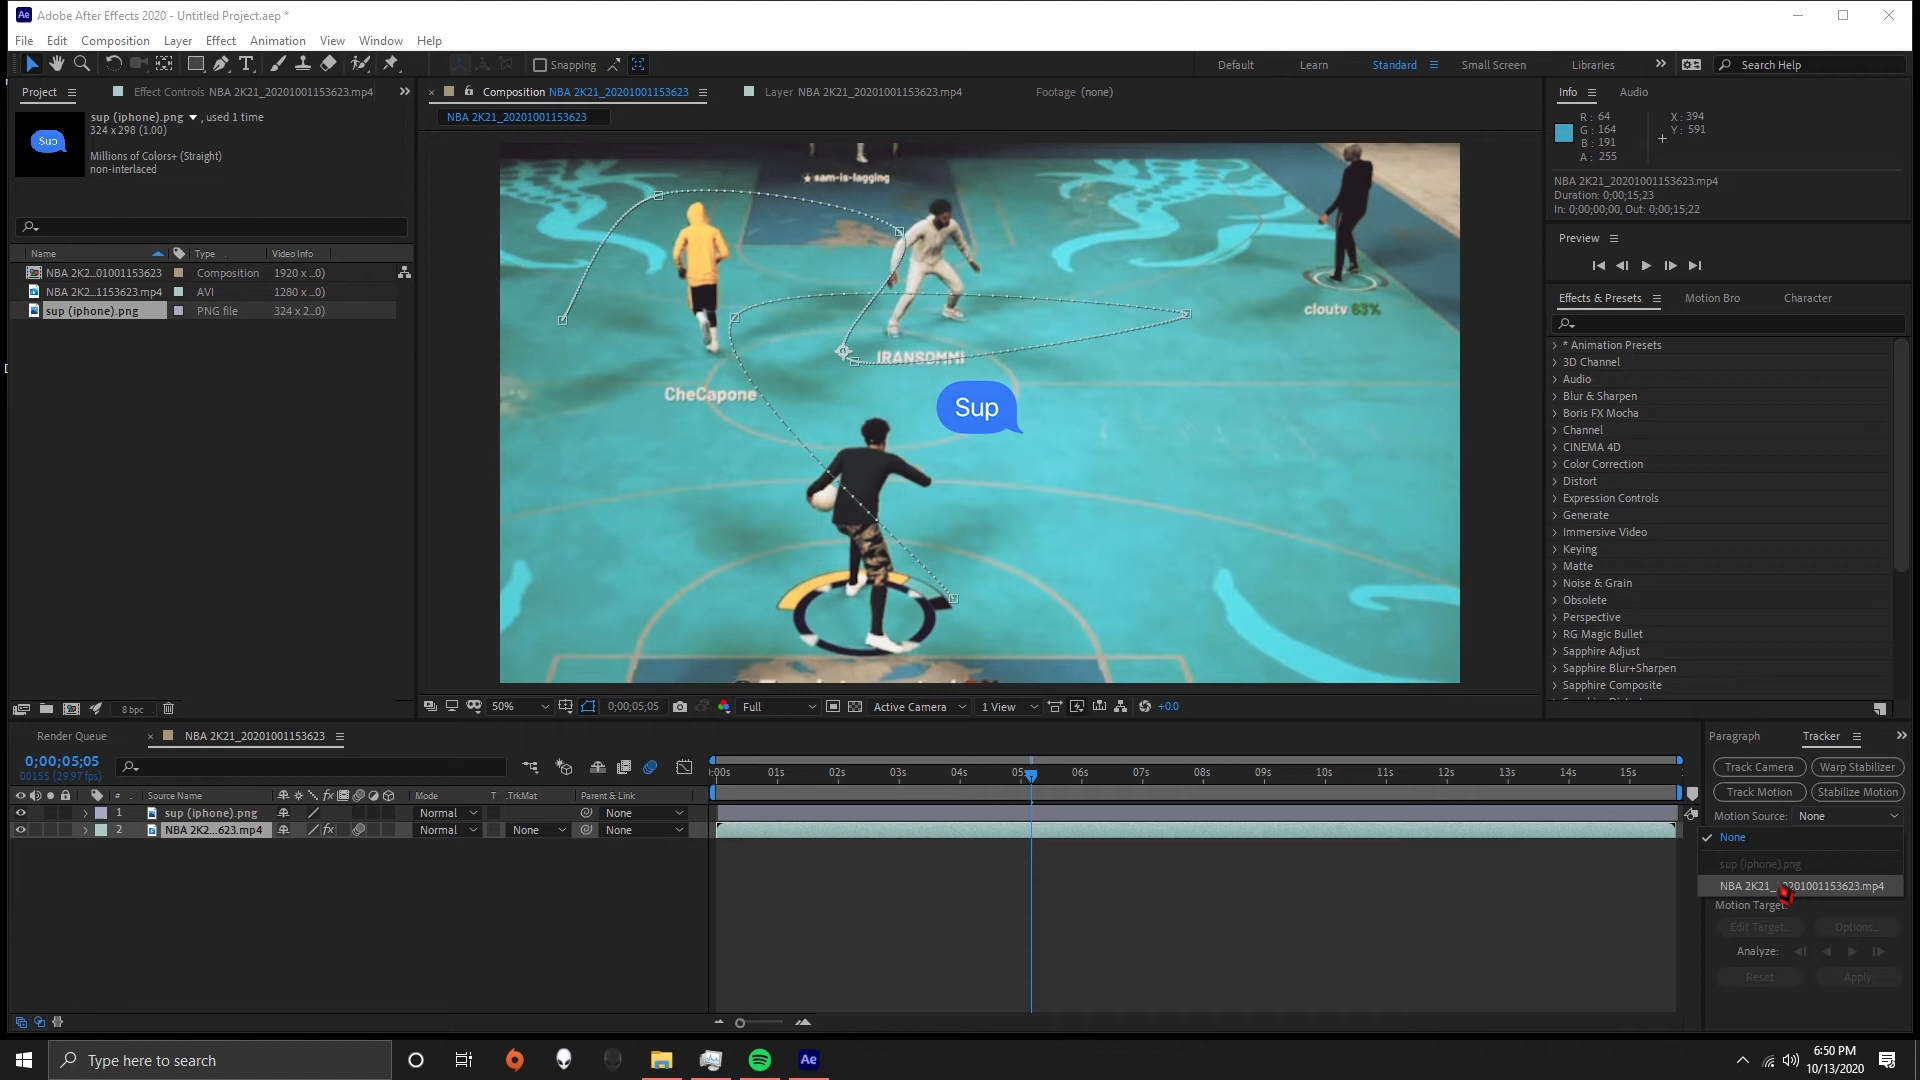 Adobe After Effects 2020 - Untitled Project.aep *
File Edit Composition Layer Effect Animation View Window Help
Snapping Default Learn Standard Small Screen Libraries Search Help
Project Effect Controls NBA 2K21_20201001153623.mp4
sup (iphone).png , used 1 time
324 x 298 (1.00)
Millions of Colors+ (Straight)
non-interlaced
Sup
Name Type Video Info
NBA 2K2...01001153623 Composition 1920 x ...0)
NBA 2K2...1153623.mp4 AVI 1280 x ...0)
sup (iphone).png PNG file 324 x 2...0)
8 bpc
Composition NBA 2K21_20201001153623 Layer NBA 2K21_20201001153623.mp4 Footage (none)
NBA 2K21_20201001153623
sam-is-lagging
cloutv 63%
IRANSOMMI
CheCapone
Sup
50% 0;00;05;05 Full Active Camera 1 View +0.0
Info Audio
R: 64
G: 164
B: 191
A: 255
X: 394
Y: 591
NBA 2K21_20201001153623.mp4
Duration: 0;00;15;23
In: 0;00;00;00, Out: 0;00;15;22
Preview
Effects & Presets Motion Bro Character
* Animation Presets
3D Channel
Audio
Blur & Sharpen
Boris FX Mocha
Channel
CINEMA 4D
Color Correction
Distort
Expression Controls
Generate
Immersive Video
Keying
Matte
Noise & Grain
Obsolete
Perspective
RG Magic Bullet
Sapphire Adjust
Sapphire Blur+Sharpen
Sapphire Composite
Render Queue NBA 2K21_20201001153623
0;00;05;05
00155 (29.97 fps)
# Source Name Mode T .TrkMat Parent & Link
1 sup (iphone).png Normal None
2 NBA 2K2...623.mp4 Normal None None
:00s 01s 02s 03s 04s 05s 06s 07s 08s 09s 10s 11s 12s 13s 14s 15s
Paragraph Tracker
Track Camera Warp Stabilizer
Track Motion Stabilize Motion
Motion Source: None
None
sup (iphone).png
NBA 2K21_20201001153623.mp4
Motion Target:
Edit Target... Options...
Analyze:
Reset Apply
Type here to search
Ae
6:50 PM
10/13/2020